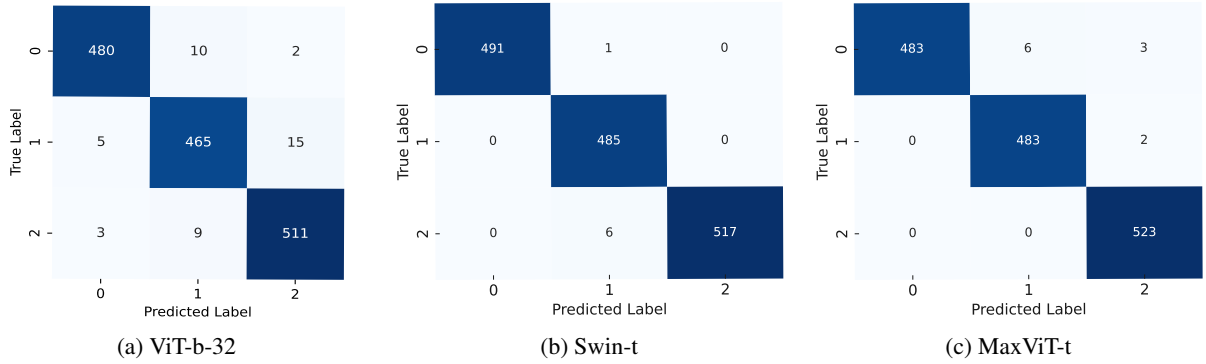 0 480 10 2
1 5 465 15
2 3 9 511
0 1 2
True Label
Predicted Label
(a) ViT-b-32
0 491 1 0
1 0 485 0
2 0 6 517
0 1 2
True Label
Predicted Label
(b) Swin-t
0 483 6 3
1 0 483 2
2 0 0 523
0 1 2
True Label
Predicted Label
(c) MaxViT-t